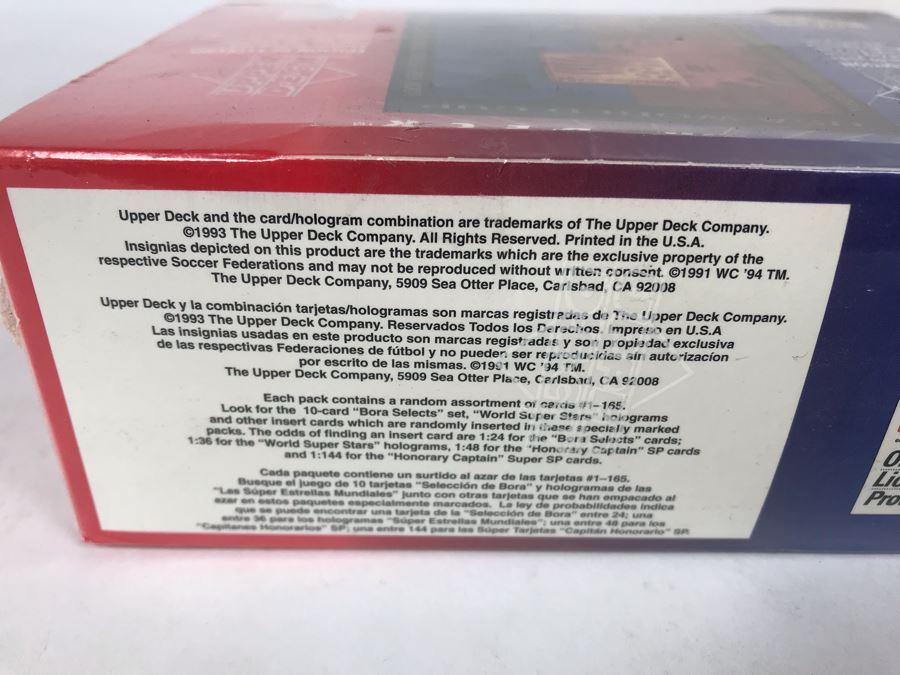 Upper Deck and the card/hologram combination are trademarks of The Upper Deck Company.
©1993 The Upper Deck Company. All Rights Reserved. Printed in the U.S.A.
Insignias depicted on this product are the trademarks which are the exclusive property of the
respective Soccer Federations and may not be reproduced without written consent. ©1991 WC '94 TM.
The Upper Deck Company, 5909 Sea Otter Place, Carlsbad, CA 92008
Upper Deck y la combinación tarjetas/hologramas son marcas registradas de The Upper Deck Company.
©1993 The Upper Deck Company. Reservados Todos los Derechos. Impreso en U.S.A
Las insignias usadas en este producto son marcas registradas y son propiedad exclusiva
de las respectivas Federaciones de fútbol y no pueden ser reproducidas sin autorizacíon
por escrito de las mismas. ©1991 WC '94 TM.
The Upper Deck Company, 5909 Sea Otter Place, Carlsbad, CA 92008
Each pack contains a random assortment of cards #1–165.
Look for the 10-card "Bora Selects" set, "World Super Stars" holograms
and other insert cards which are randomly inserted in these specially marked
packs. The odds of finding an insert card are 1:24 for the "Bora Selects" cards;
1:36 for the "World Super Stars" holograms, 1:48 for the "Honorary Captain" SP cards
and 1:144 for the "Honorary Captain" Super SP cards.
Cada paquete contiene un surtido al azar de las tarjetas #1–165.
Busque el juego de 10 tarjetas "Selección de Bora" y hologramas de las
"Las Súper Estrellas Mundiales" junto con otras tarjetas que se han empacado al
azar en estos paquetes especialmente marcados. La ley de probabilidades indica
que se puede encontrar una tarjeta de la "Selección de Bora" entre 24; una
entre 36 para los hologramas "Súper Estrellas Mundiales"; una entre 48 para los
"Capitanes Honorarios" SP; una entre 144 para las Súper Tarjetas "Capitán Honorario" SP.